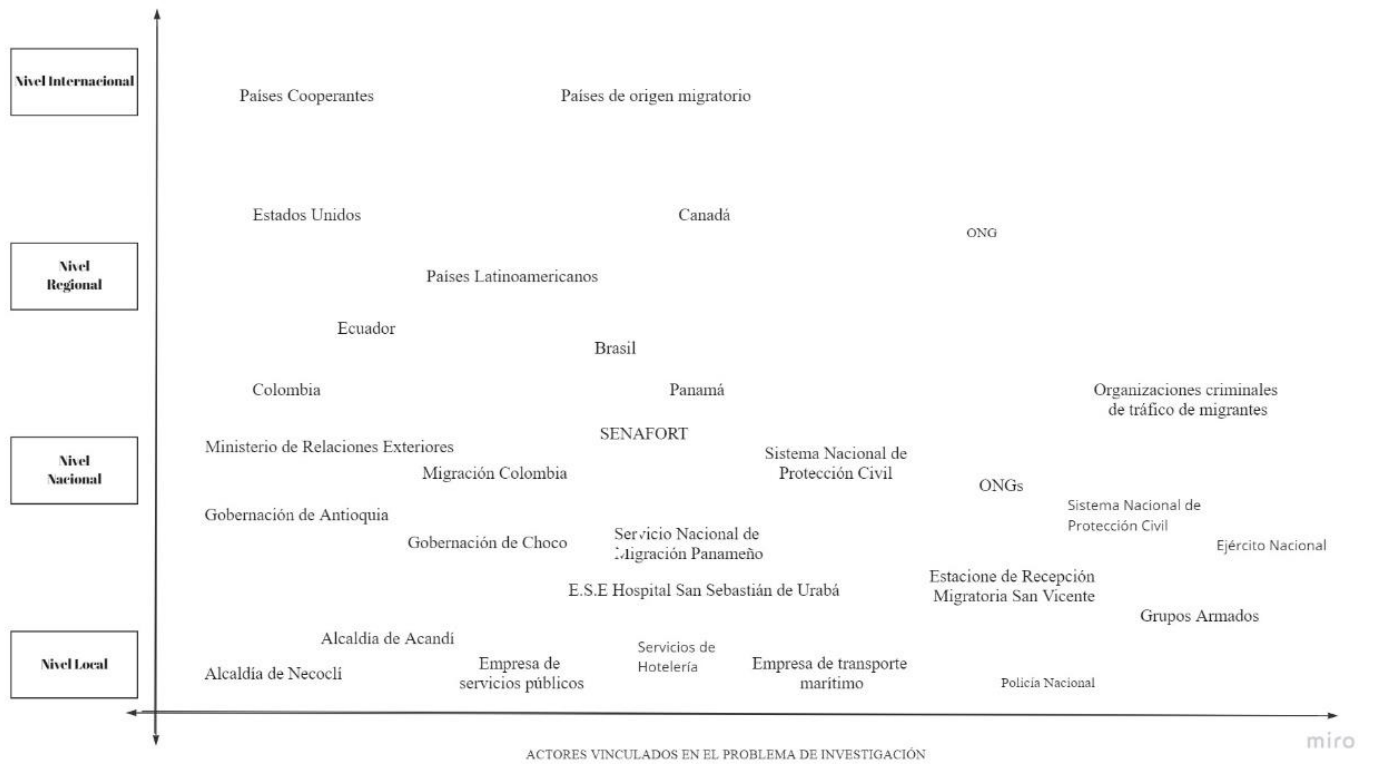 Nivel Internacional
Países Cooperantes
Países de origen migratorio
Estados Unidos
Canadá
ONG
Nivel
Regional
Países Latinoamericanos
Ecuador
Brasil
Colombia
Panamá
Organizaciones criminales
de tráfico de migrantes
SENAFORT
Ministerio de Relaciones Exteriores
Nivel
Nacional
Migración Colombia
Sistema Nacional de
Protección Civil
ONGs
Sistema Nacional de
Protección Civil
Gobernación de Antioquia
Gobernación de Choco
Servicio Nacional de
Migración Panameño
Ejército Nacional
E.S.E Hospital San Sebastián de Urabá
Estacione de Recepción
Migratoria San Vicente
Grupos Armados
Nivel Local
Alcaldía de Acandí
Alcaldía de Necoclí
Empresa de
servicios públicos
Servicios de
Hotelería
Empresa de transporte
marítimo
Policía Nacional
ACTORES VINCULADOS EN EL PROBLEMA DE INVESTIGACIÓN
miro